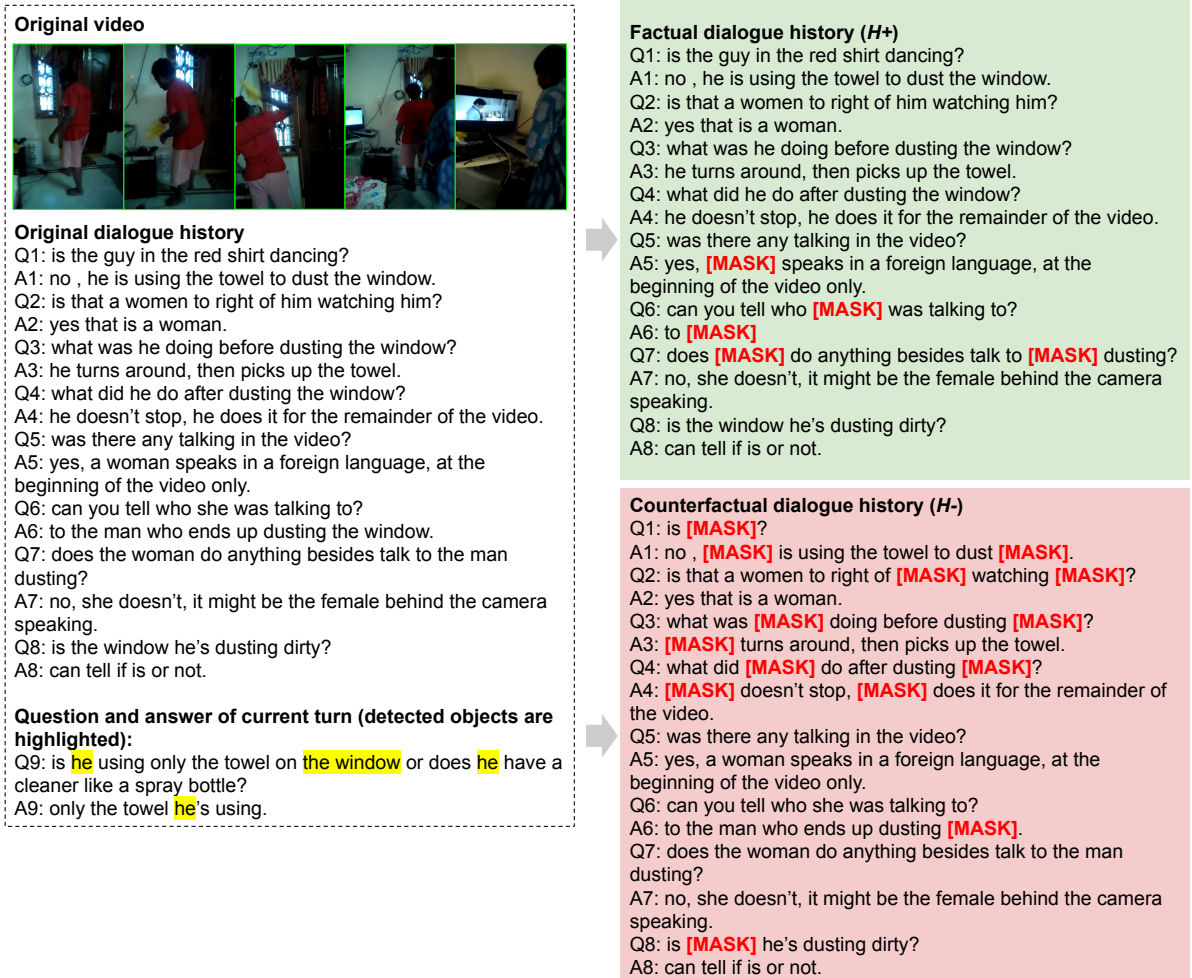 Original video
Original dialogue history
Q1: is the guy in the red shirt dancing?
A1: no , he is using the towel to dust the window.
Q2: is that a women to right of him watching him?
A2: yes that is a woman.
Q3: what was he doing before dusting the window?
A3: he turns around, then picks up the towel.
Q4: what did he do after dusting the window?
A4: he doesn't stop, he does it for the remainder of the video.
Q5: was there any talking in the video?
A5: yes, a woman speaks in a foreign language, at the
beginning of the video only.
Q6: can you tell who she was talking to?
A6: to the man who ends up dusting the window.
Q7: does the woman do anything besides talk to the man
dusting?
A7: no, she doesn't, it might be the female behind the camera
speaking.
Q8: is the window he's dusting dirty?
A8: can tell if is or not.
Question and answer of current turn (detected objects are
highlighted):
Q9: is he using only the towel on the window or does he have a
cleaner like a spray bottle?
A9: only the towel he's using.
Factual dialogue history (H+)
Q1: is the guy in the red shirt dancing?
A1: no , he is using the towel to dust the window.
Q2: is that a women to right of him watching him?
A2: yes that is a woman.
Q3: what was he doing before dusting the window?
A3: he turns around, then picks up the towel.
Q4: what did he do after dusting the window?
A4: he doesn't stop, he does it for the remainder of the video.
Q5: was there any talking in the video?
A5: yes, [MASK] speaks in a foreign language, at the
beginning of the video only.
Q6: can you tell who [MASK] was talking to?
A6: to [MASK]
Q7: does [MASK] do anything besides talk to [MASK] dusting?
A7: no, she doesn't, it might be the female behind the camera
speaking.
Q8: is the window he's dusting dirty?
A8: can tell if is or not.
Counterfactual dialogue history (H-)
Q1: is [MASK]?
A1: no , [MASK] is using the towel to dust [MASK].
Q2: is that a women to right of [MASK] watching [MASK]?
A2: yes that is a woman.
Q3: what was [MASK] doing before dusting [MASK]?
A3: [MASK] turns around, then picks up the towel.
Q4: what did [MASK] do after dusting [MASK]?
A4: [MASK] doesn't stop, [MASK] does it for the remainder of
the video.
Q5: was there any talking in the video?
A5: yes, a woman speaks in a foreign language, at the
beginning of the video only.
Q6: can you tell who she was talking to?
A6: to the man who ends up dusting [MASK].
Q7: does the woman do anything besides talk to the man
dusting?
A7: no, she doesn't, it might be the female behind the camera
speaking.
Q8: is [MASK] he's dusting dirty?
A8: can tell if is or not.